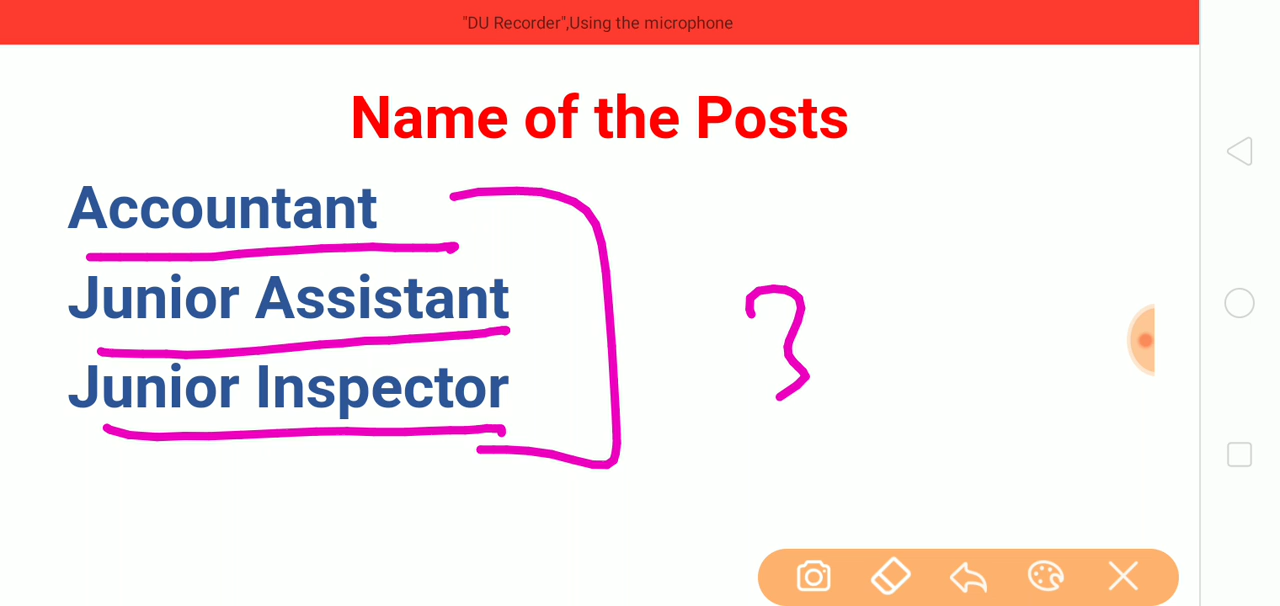 "DU Recorder",Using the microphone
Name of the Posts
Accountant
Junior Assistant
3
Junior Inspector